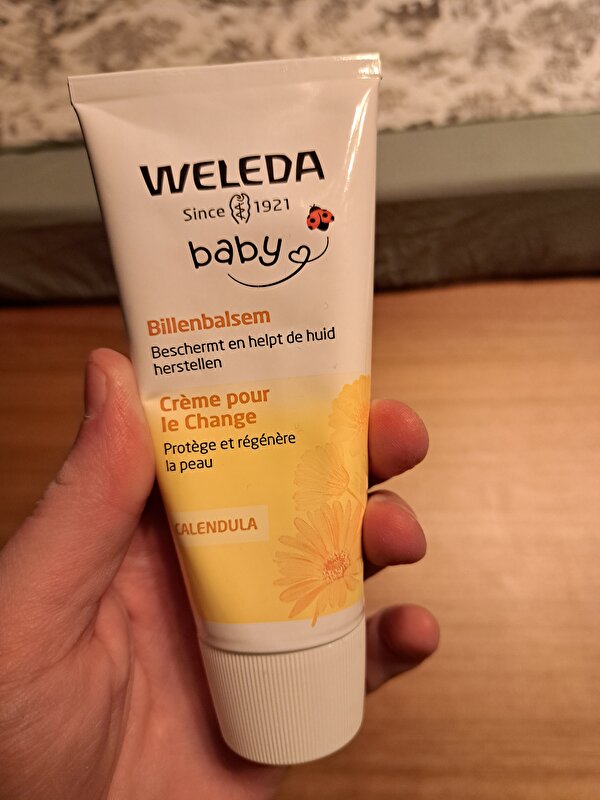 WELEDA
Since 1921
baby
Billenbalsem
Beschermt en helpt de huid
herstellen
Crème pour
le Change
Protège et régénère
la peau
CALENDULA